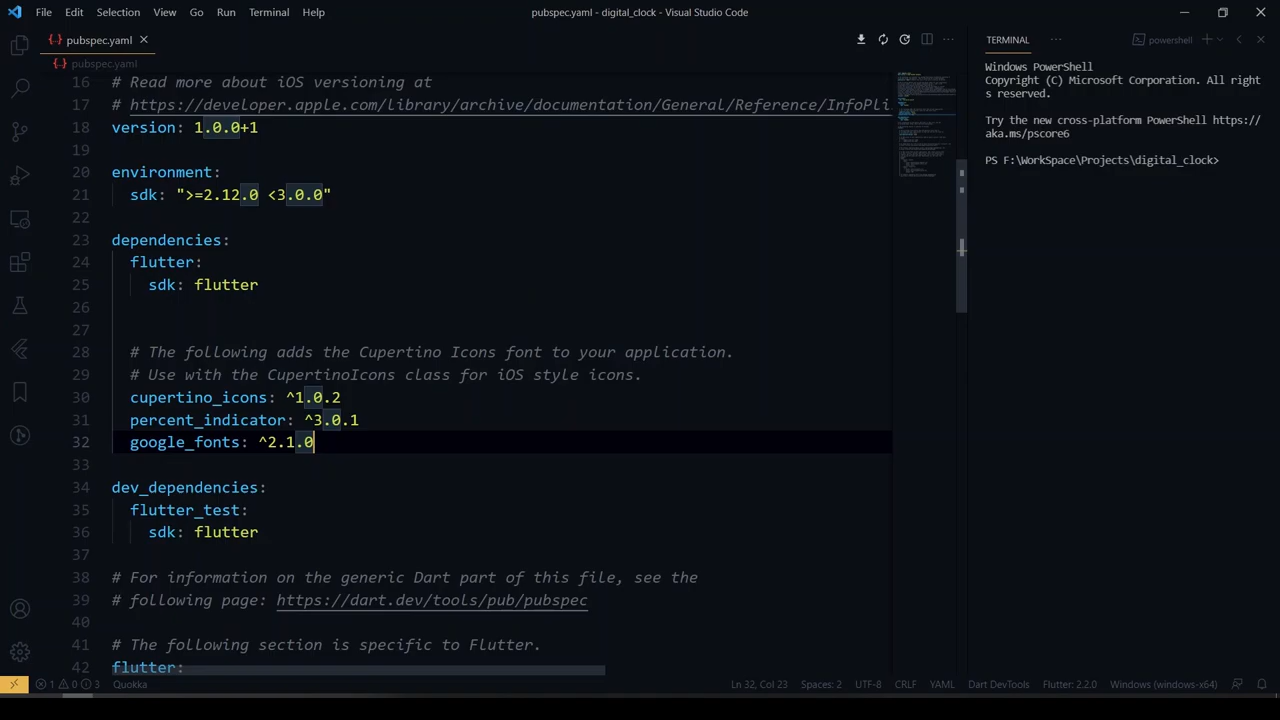 File Edit Selection View Go Run Terminal Help
pubspec.yaml - digital_clock - Visual Studio Code
pubspec.yaml
pubspec.yaml
16 # Read more about iOS versioning at
17 # https://developer.apple.com/library/archive/documentation/General/Reference/InfoPli
18 version: 1.0.0+1
19
20 environment:
21 sdk: ">=2.12.0 <3.0.0"
22
23 dependencies:
24 flutter:
25 sdk: flutter
26
27
28 # The following adds the Cupertino Icons font to your application.
29 # Use with the CupertinoIcons class for iOS style icons.
30 cupertino_icons: ^1.0.2
31 percent_indicator: ^3.0.1
32 google_fonts: ^2.1.0
33
34 dev_dependencies:
35 flutter_test:
36 sdk: flutter
37
38 # For information on the generic Dart part of this file, see the
39 # following page: https://dart.dev/tools/pub/pubspec
40
41 # The following section is specific to Flutter.
42 flutter:
TERMINAL
powershell
Windows PowerShell
Copyright (C) Microsoft Corporation. All right
s reserved.
Try the new cross-platform PowerShell https://
aka.ms/pscore6
PS F:\WorkSpace\Projects\digital_clock>
1 0 3 Quokka
Ln 32, Col 23 Spaces: 2 UTF-8 CRLF YAML Dart DevTools Flutter: 2.2.0 Windows (windows-x64)